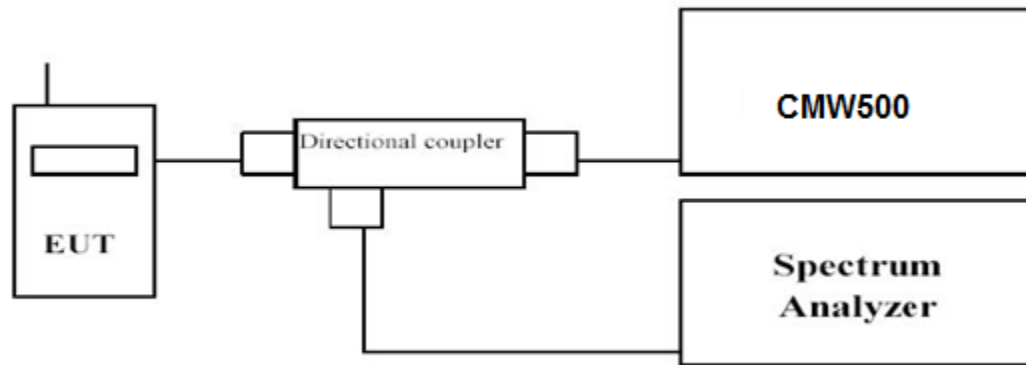 CMW500
Directional coupler
EUT
Spectrum
Analyzer